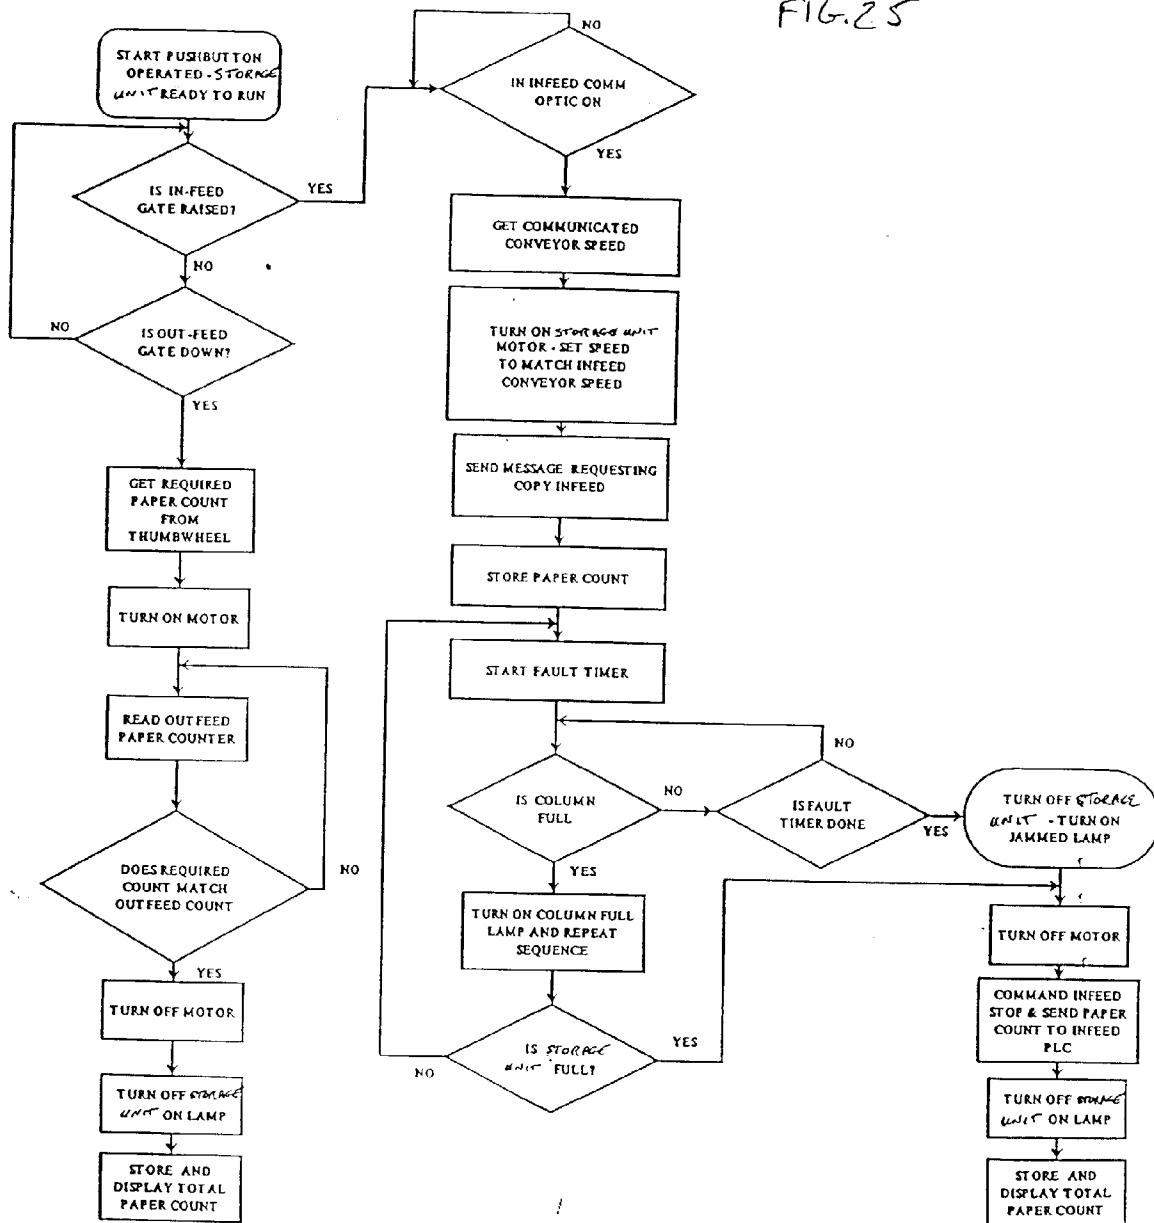 FIG.25
START PUSHBUTTON
OPERATED - STORAGE
UNIT READY TO RUN
IS IN-FEED
GATE RAISED?
YES
NO
IS OUT-FEED
GATE DOWN?
NO
YES
GET REQUIRED
PAPER COUNT
FROM
THUMBWHEEL
TURN ON MOTOR
READ OUTFEED
PAPER COUNTER
DOES REQUIRED
COUNT MATCH
OUTFEED COUNT
NO
YES
TURN OFF MOTOR
TURN OFF STORAGE
UNIT ON LAMP
STORE AND
DISPLAY TOTAL
PAPER COUNT
NO
IN INFEED COMM
OPTIC ON
YES
GET COMMUNICATED
CONVEYOR SPEED
TURN ON STORAGE UNIT
MOTOR - SET SPEED
TO MATCH INFEED
CONVEYOR SPEED
SEND MESSAGE REQUESTING
COPY INFEED
STORE PAPER COUNT
START FAULT TIMER
IS COLUMN
FULL
NO
YES
IS FAULT
TIMER DONE
NO
YES
TURN ON COLUMN FULL
LAMP AND REPEAT
SEQUENCE
IS STORAGE
UNIT FULL?
NO
YES
TURN OFF STORAGE
UNIT - TURN ON
JAMMED LAMP
TURN OFF MOTOR
COMMAND INFEED
STOP & SEND PAPER
COUNT TO INFEED
PLC
TURN OFF STORAGE
UNIT ON LAMP
STORE AND
DISPLAY TOTAL
PAPER COUNT